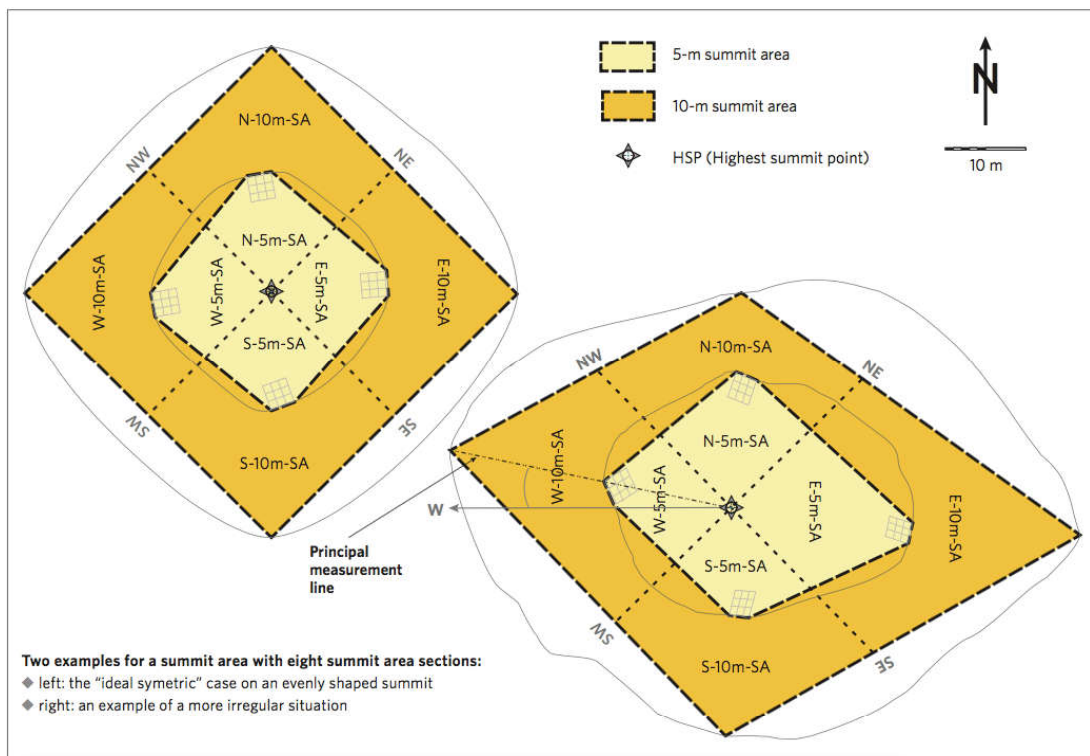 5-m summit area
10-m summit area
HSP (Highest summit point)
N
10 m
N-10m-SA
NW
NE
N-5m-SA
W-10m-SA
W-5m-SA
E-5m-SA
E-10m-SA
S-5m-SA
SW
SE
S-10m-SA
N-10m-SA
NW
NE
N-5m-SA
W-10m-SA
W-5m-SA
E-5m-SA
E-10m-SA
W
S-5m-SA
SW
SE
S-10m-SA
Principal
measurement
line
Two examples for a summit area with eight summit area sections:
◆ left: the “ideal symetric” case on an evenly shaped summit
◆ right: an example of a more irregular situation